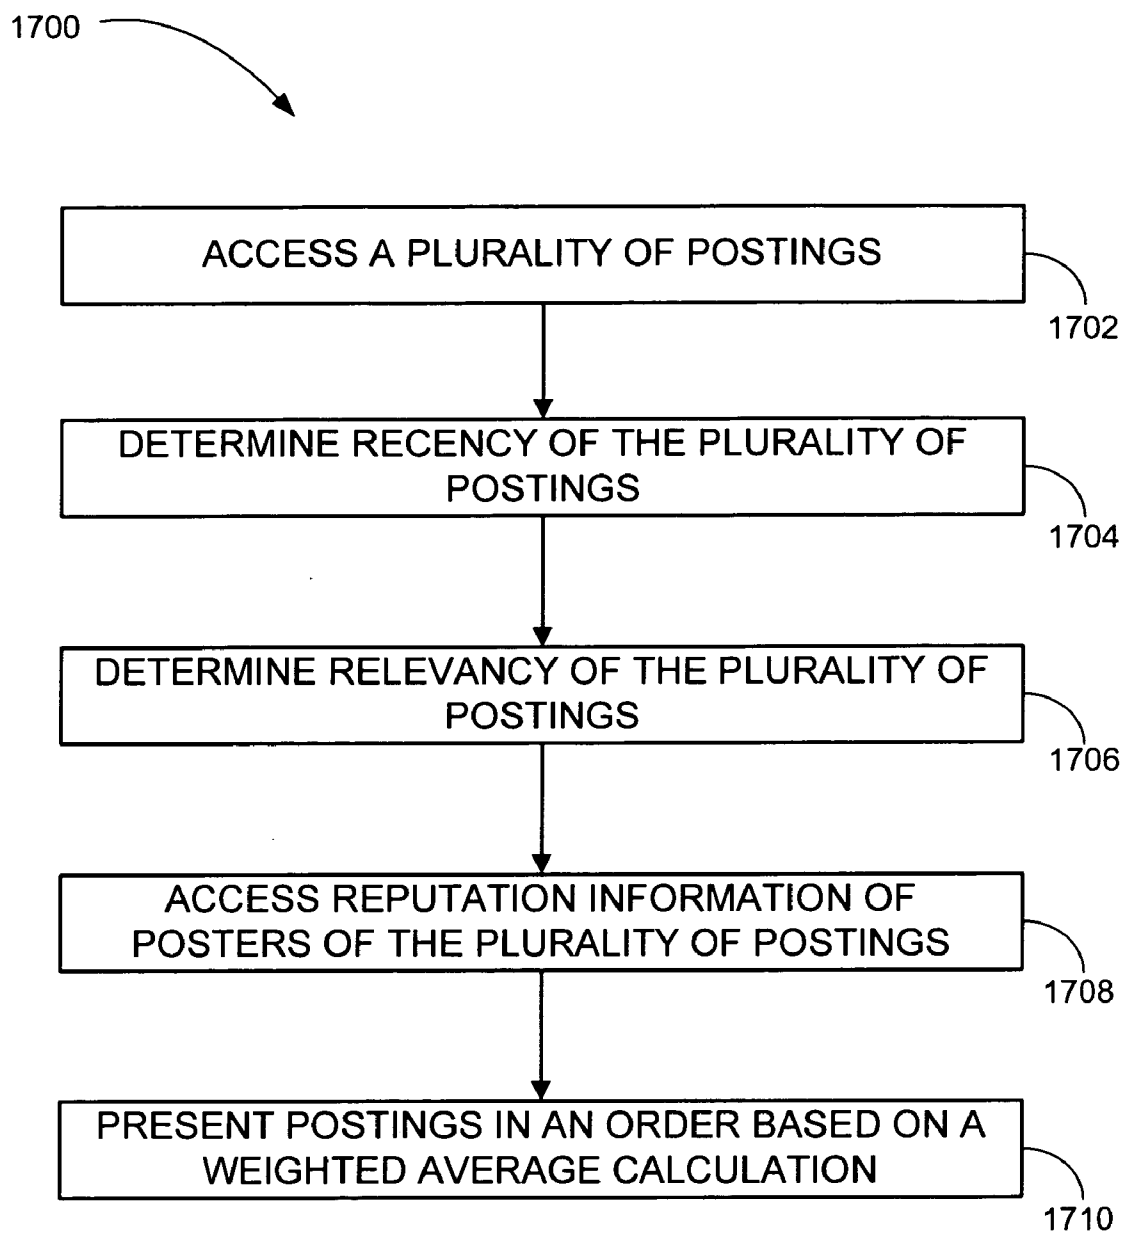 1700
ACCESS A PLURALITY OF POSTINGS
1702
DETERMINE RECENCY OF THE PLURALITY OF
POSTINGS
1704
DETERMINE RELEVANCY OF THE PLURALITY OF
POSTINGS
1706
ACCESS REPUTATION INFORMATION OF
POSTERS OF THE PLURALITY OF POSTINGS
1708
PRESENT POSTINGS IN AN ORDER BASED ON A
WEIGHTED AVERAGE CALCULATION
1710